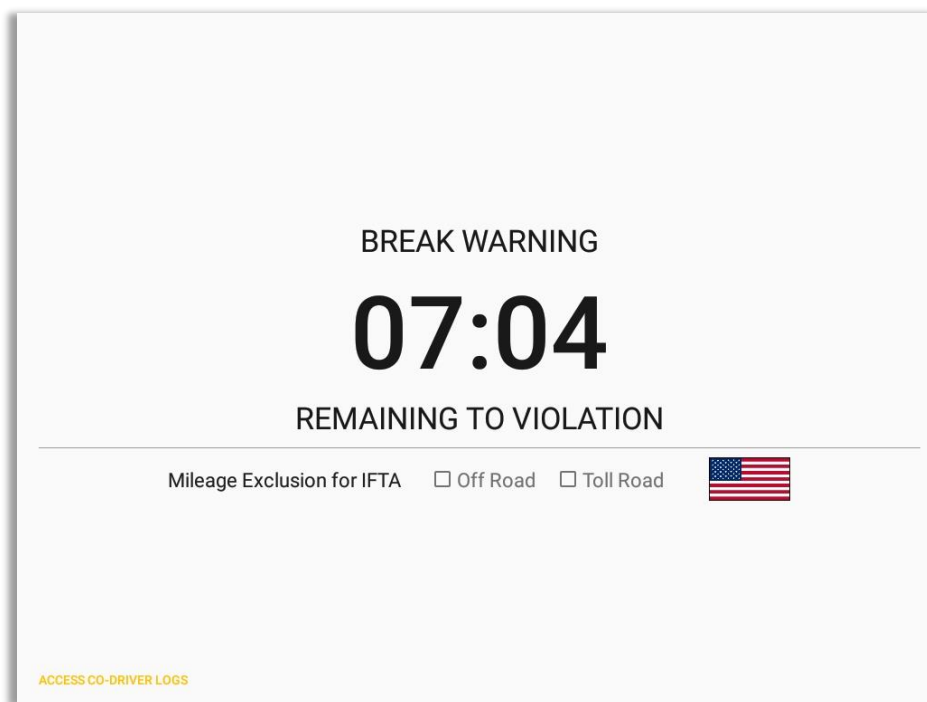 BREAK WARNING
07:04
REMAINING TO VIOLATION
Mileage Exclusion for IFTA Off Road Toll Road
ACCESS CO-DRIVER LOGS